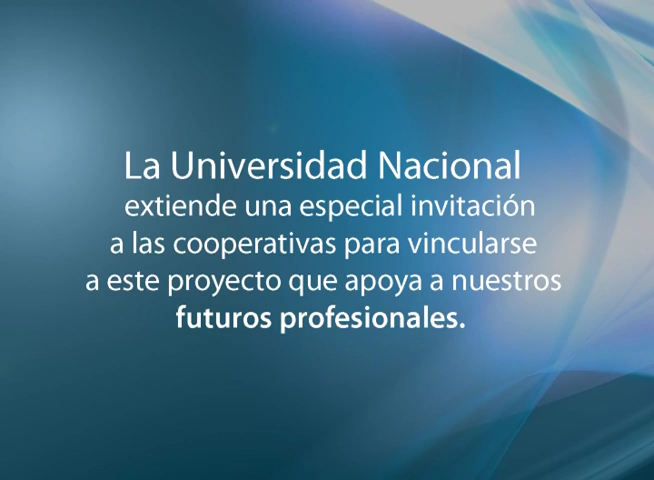 La Universidad Nacional
extiende una especial invitación
a las cooperativas para vincularse
a este proyecto que apoya a nuestros
futuros profesionales.